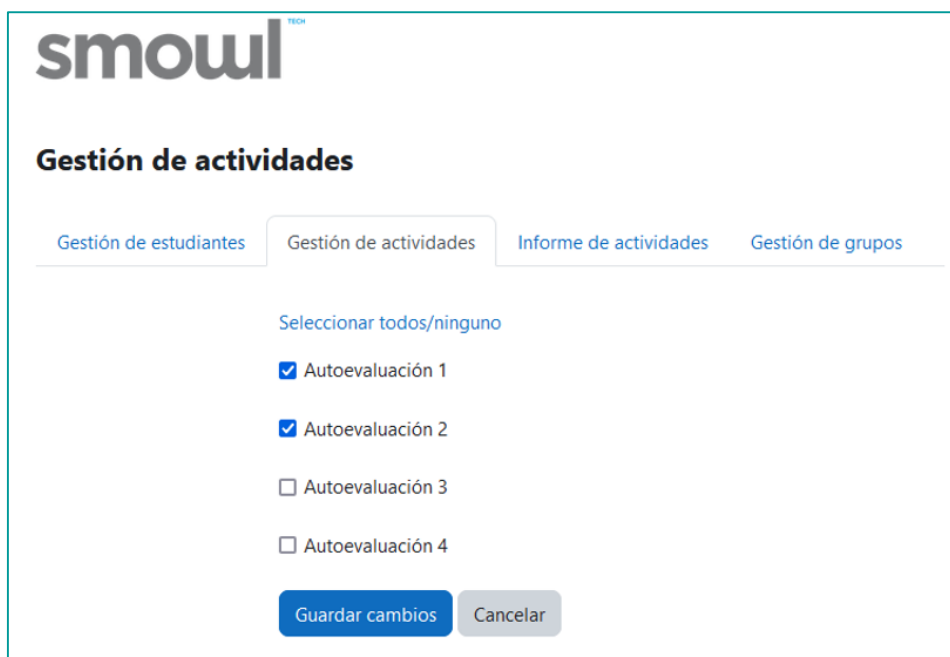 smowl TECH
Gestión de actividades
Gestión de estudiantes Gestión de actividades Informe de actividades Gestión de grupos
Seleccionar todos/ninguno
Autoevaluación 1
Autoevaluación 2
Autoevaluación 3
Autoevaluación 4
Guardar cambios Cancelar